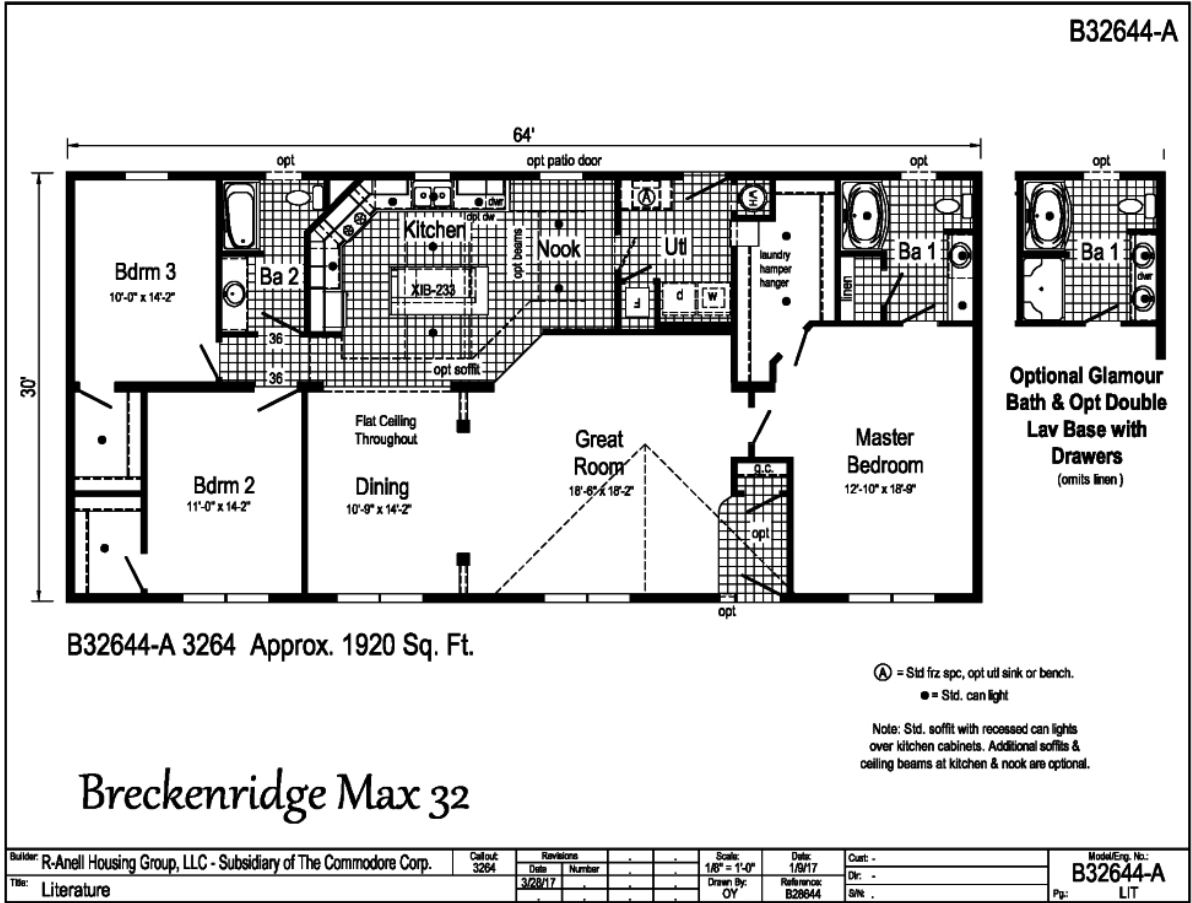 B32644-A
64'
opt
opt patio door
opt
opt
30'
Kitchen
dwr
opt dw
Nook
opt beams
A
WH
Utl
laundry
hamper
hanger
Ba 1
linen
Ba 1
dwr
Bdrm 3
10'-0" x 14'-2"
Ba 2
XIB-233
F
D
W
36
36
opt soffit
Flat Ceiling
Throughout
Bdrm 2
11'-0" x 14'-2"
Dining
10'-9" x 14'-2"
Great
Room
18'-6" x 18'-2"
g.c.
opt
opt
Master
Bedroom
12'-10" x 18'-9"
Optional Glamour
Bath & Opt Double
Lav Base with
Drawers
(omits linen )
B32644-A 3264 Approx. 1920 Sq. Ft.
A = Std frz spc, opt utl sink or bench.
● = Std. can light
Note: Std. soffit with recessed can lights
over kitchen cabinets. Additional soffits &
ceiling beams at kitchen & nook are optional.
Breckenridge Max 32
Builder: R-Anell Housing Group, LLC - Subsidiary of The Commodore Corp.
Title: Literature
Callout:
3264
Revisions
Date Number
3/28/17
Scale:
1/8" = 1'-0"
Date:
1/9/17
Drawn By:
OY
Reference:
B28644
Cust: -
Dir: -
S/N: .
Model/Eng. No.:
B32644-A
Pg.: LIT